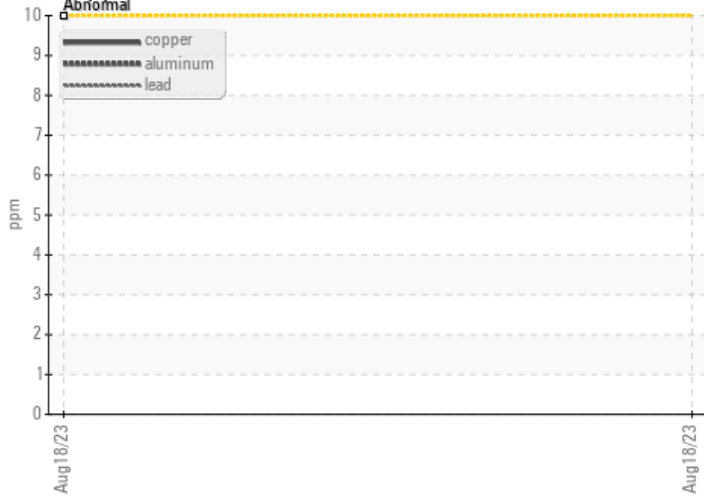 Abnormal
10
copper
9
aluminum
lead
8
7
6
ppm
5
4
3
2
1
0
Aug18/23
Aug18/23